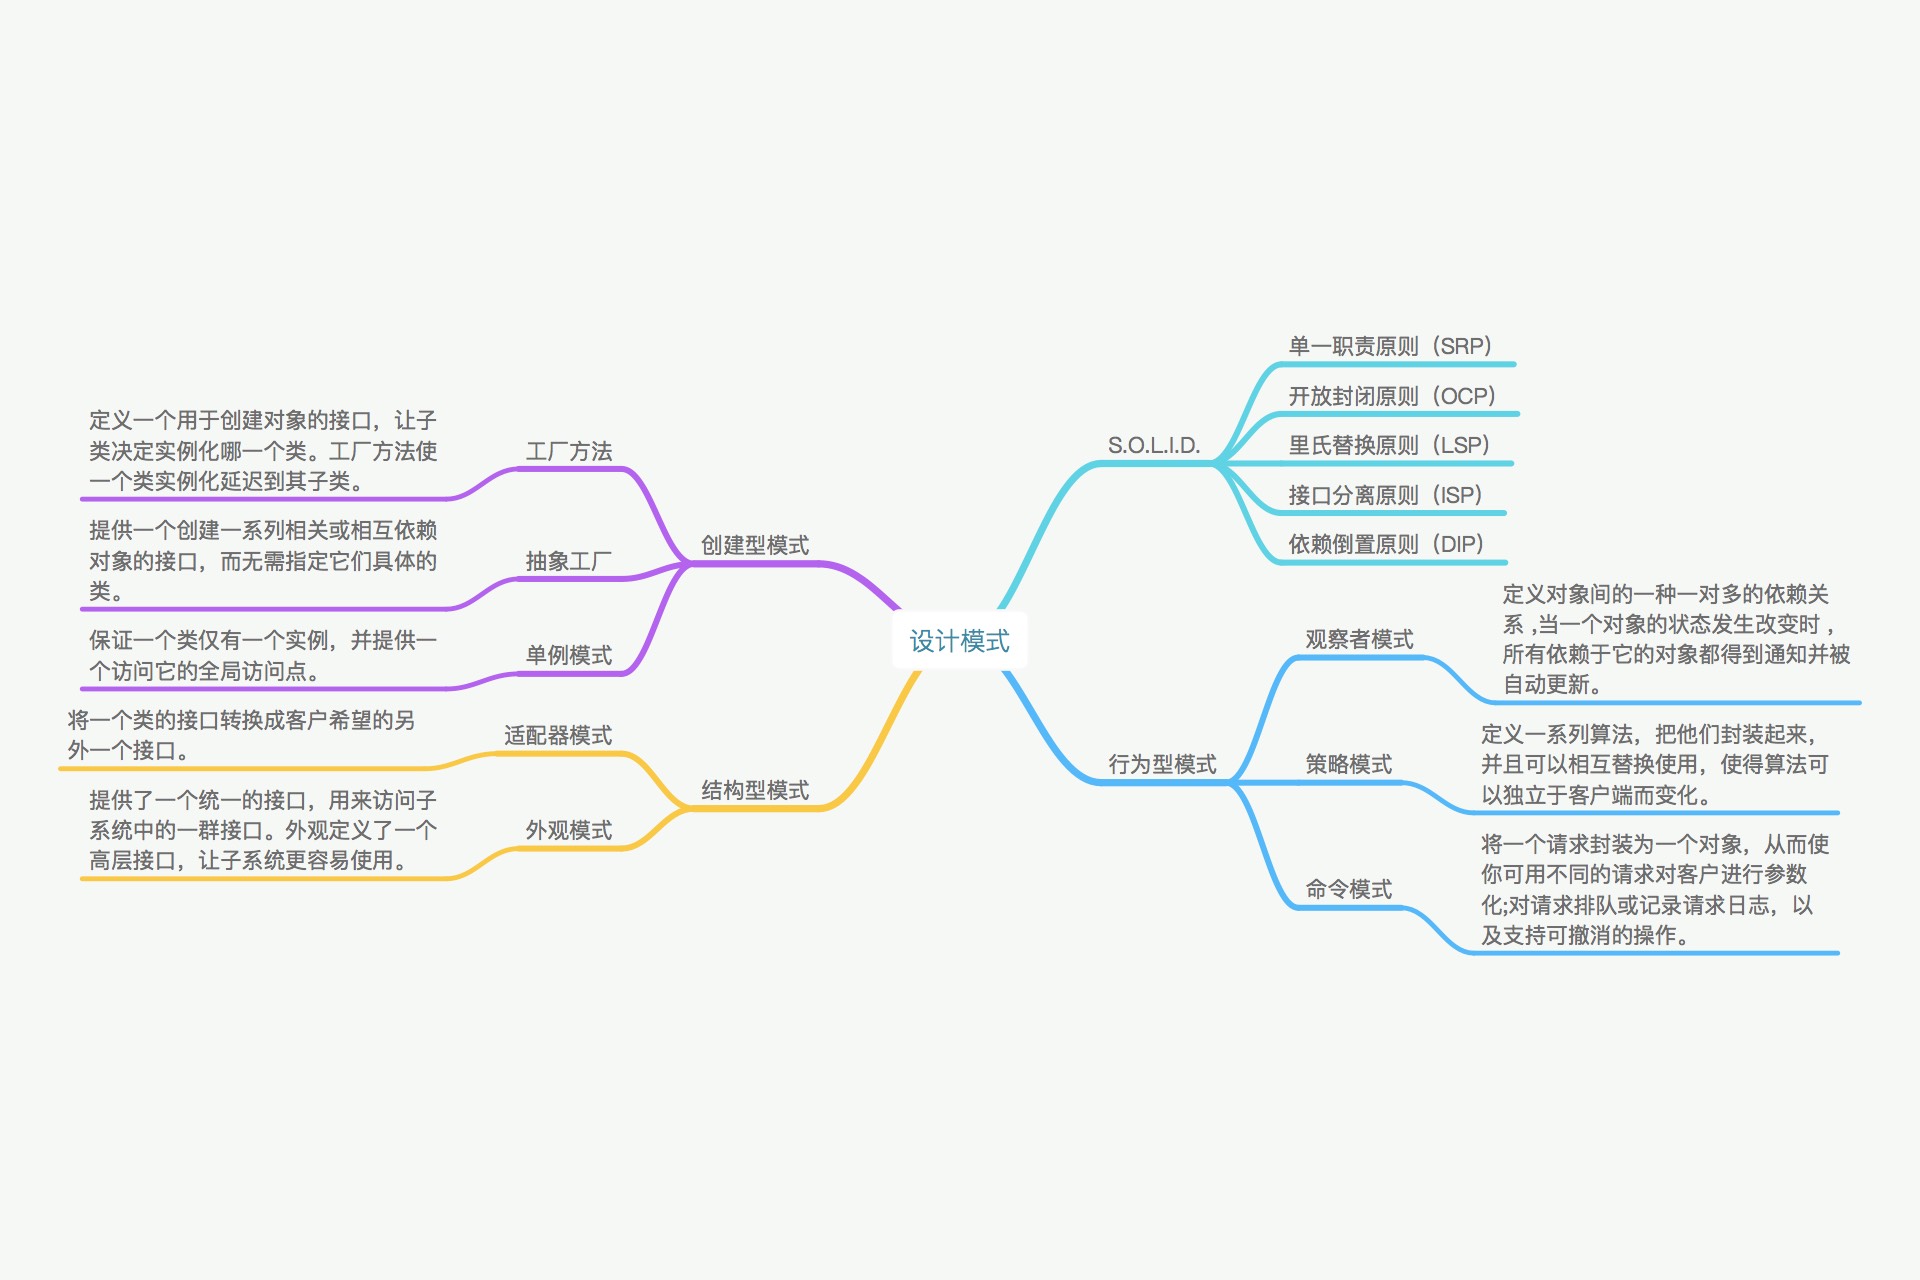 设计模式
S.O.L.I.D.
单一职责原则（SRP）
开放封闭原则（OCP）
里氏替换原则（LSP）
接口分离原则（ISP）
依赖倒置原则（DIP）
行为型模式
观察者模式
定义对象间的一种一对多的依赖关
系 ,当一个对象的状态发生改变时 ,
所有依赖于它的对象都得到通知并被
自动更新。
策略模式
定义一系列算法，把他们封装起来，
并且可以相互替换使用，使得算法可
以独立于客户端而变化。
命令模式
将一个请求封装为一个对象，从而使
你可用不同的请求对客户进行参数
化;对请求排队或记录请求日志，以
及支持可撤消的操作。
创建型模式
工厂方法
定义一个用于创建对象的接口，让子
类决定实例化哪一个类。工厂方法使
一个类实例化延迟到其子类。
抽象工厂
提供一个创建一系列相关或相互依赖
对象的接口，而无需指定它们具体的
类。
单例模式
保证一个类仅有一个实例，并提供一
个访问它的全局访问点。
结构型模式
适配器模式
将一个类的接口转换成客户希望的另
外一个接口。
外观模式
提供了一个统一的接口，用来访问子
系统中的一群接口。外观定义了一个
高层接口，让子系统更容易使用。